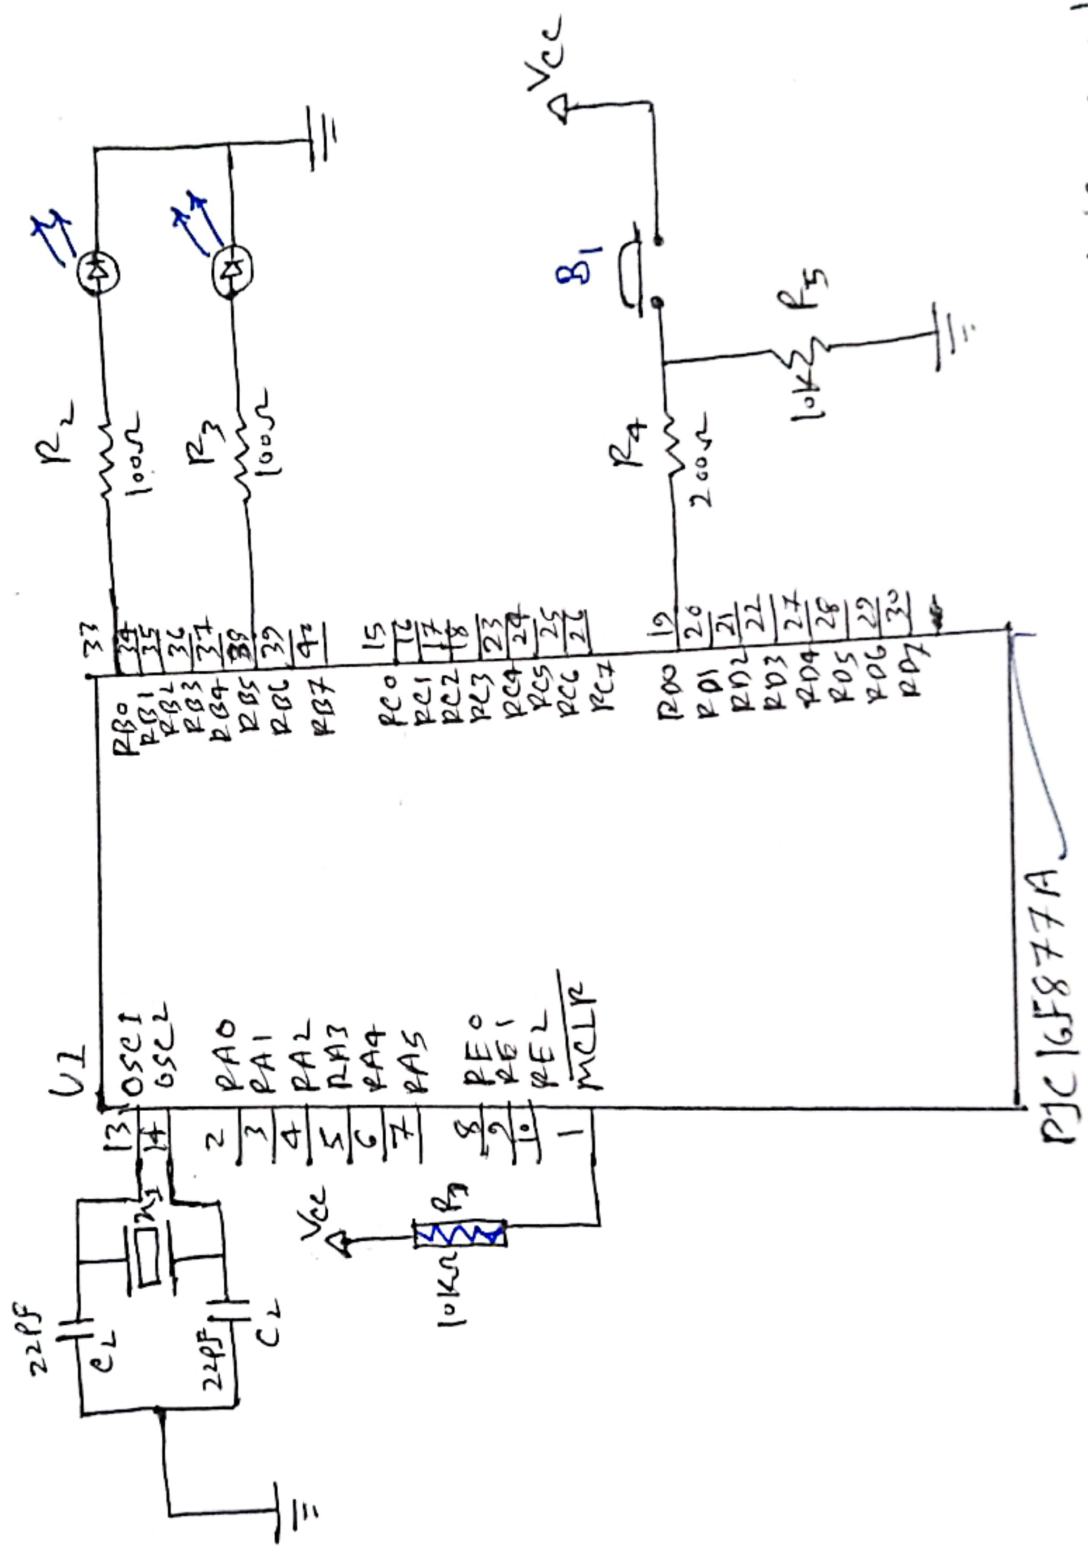 U1
22PF
C2
22PF
C2
X1
13
14
OSC1
OSC2
2
3
4
5
6
7
RA0
RA1
RA2
RA3
RA4
RA5
8
9
10
RE0
RE1
RE2
1
MCLR
VCC
10KΩ
R1
33
34
35
36
37
38
39
40
RB0
RB1
RB2
RB3
RB4
RB5
RB6
RB7
15
16
17
18
23
24
25
26
RC0
RC1
RC2
RC3
RC4
RC5
RC6
RC7
19
20
21
22
27
28
29
30
RD0
RD1
RD2
RD3
RD4
RD5
RD6
RD7
R2
100Ω
R3
100Ω
R4
200Ω
B1
VCC
10K
R5
PIC16F877A